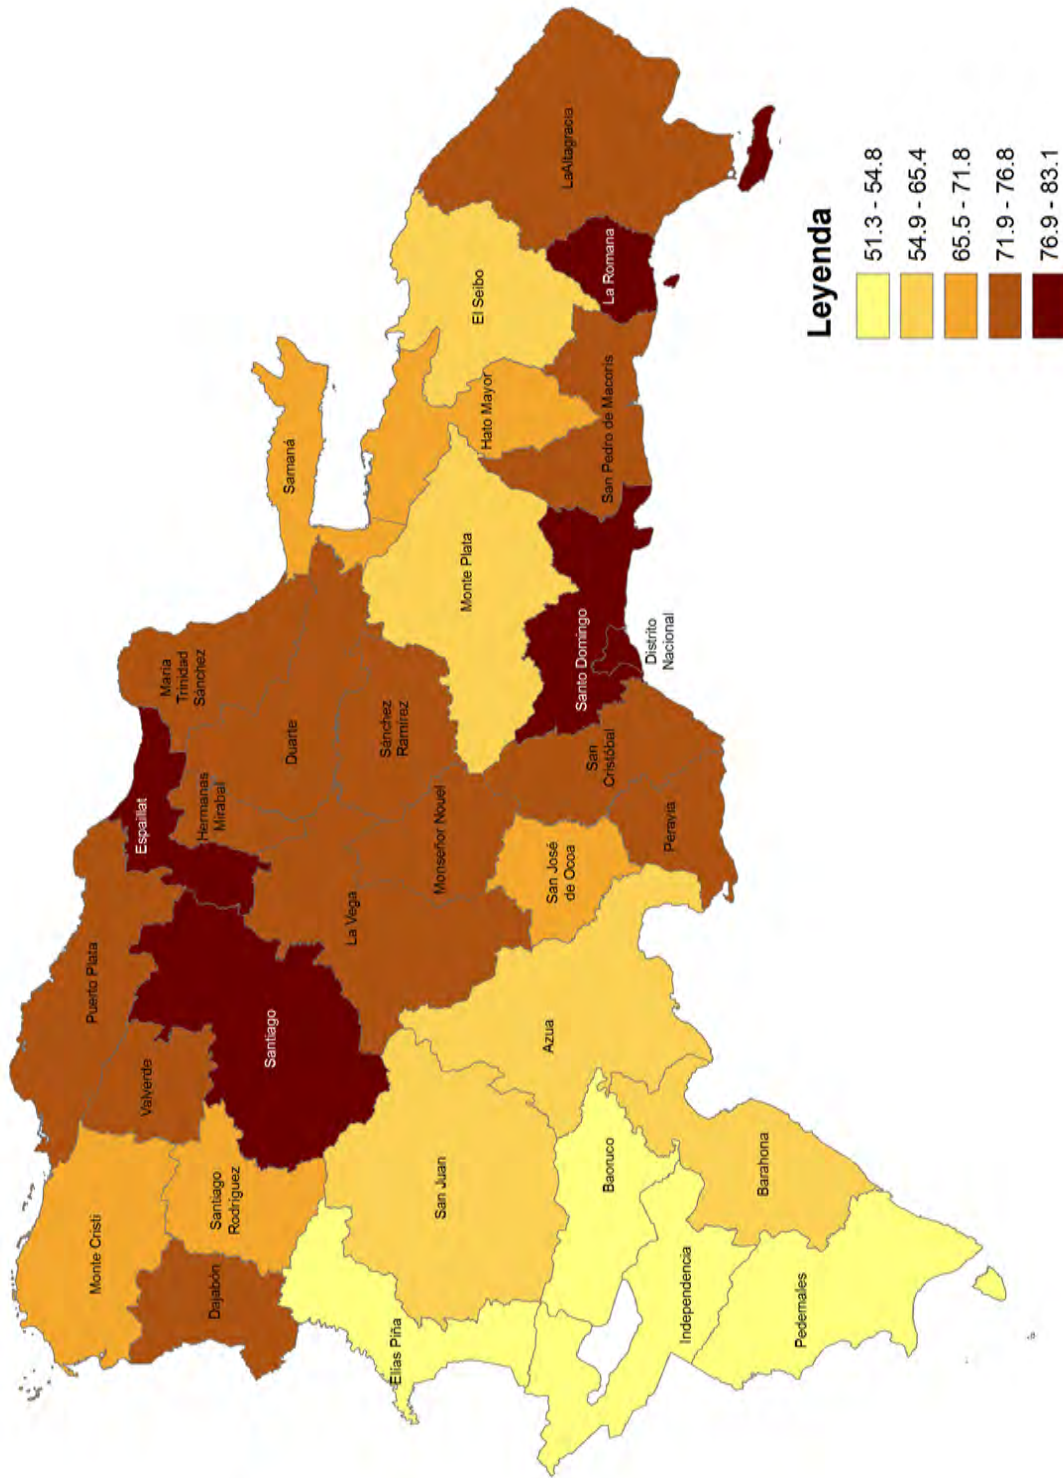 Monte Cristi
Puerto Plata
Espaillat
Valverde
María
Trinidad
Sánchez
Dajabón
Santiago
Rodríguez
Santiago
Hermanas
Mirabal
Duarte
Samaná
La Vega
Sánchez
Ramírez
Elías Piña
San Juan
Monseñor Nouel
Monte Plata
Hato Mayor
El Seibo
LaAltagracia
Azua
San José
de Ocoa
San
Cristóbal
Santo Domingo
San Pedro de Macorís
La Romana
Baoruco
Distrito
Nacional
Peravia
Independencia
Barahona
Pedernales
Leyenda
51.3 - 54.8
54.9 - 65.4
65.5 - 71.8
71.9 - 76.8
76.9 - 83.1